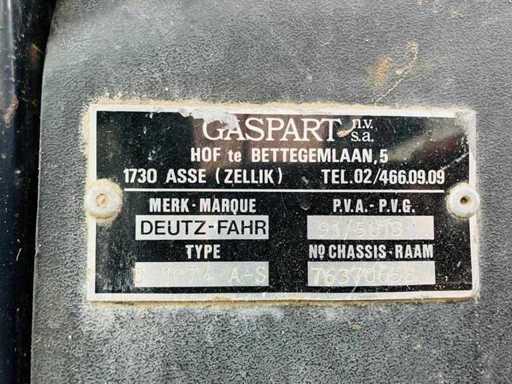 GASPART n.v. s.a.
HOF te BETTEGEMLAAN, 5
1730 ASSE (ZELLIK) TEL. 02/466.09.09
MERK - MARQUE P.V.A. - P.V.G.
DEUTZ-FAHR
TYPE Nº CHASSIS - RAAM
A-S